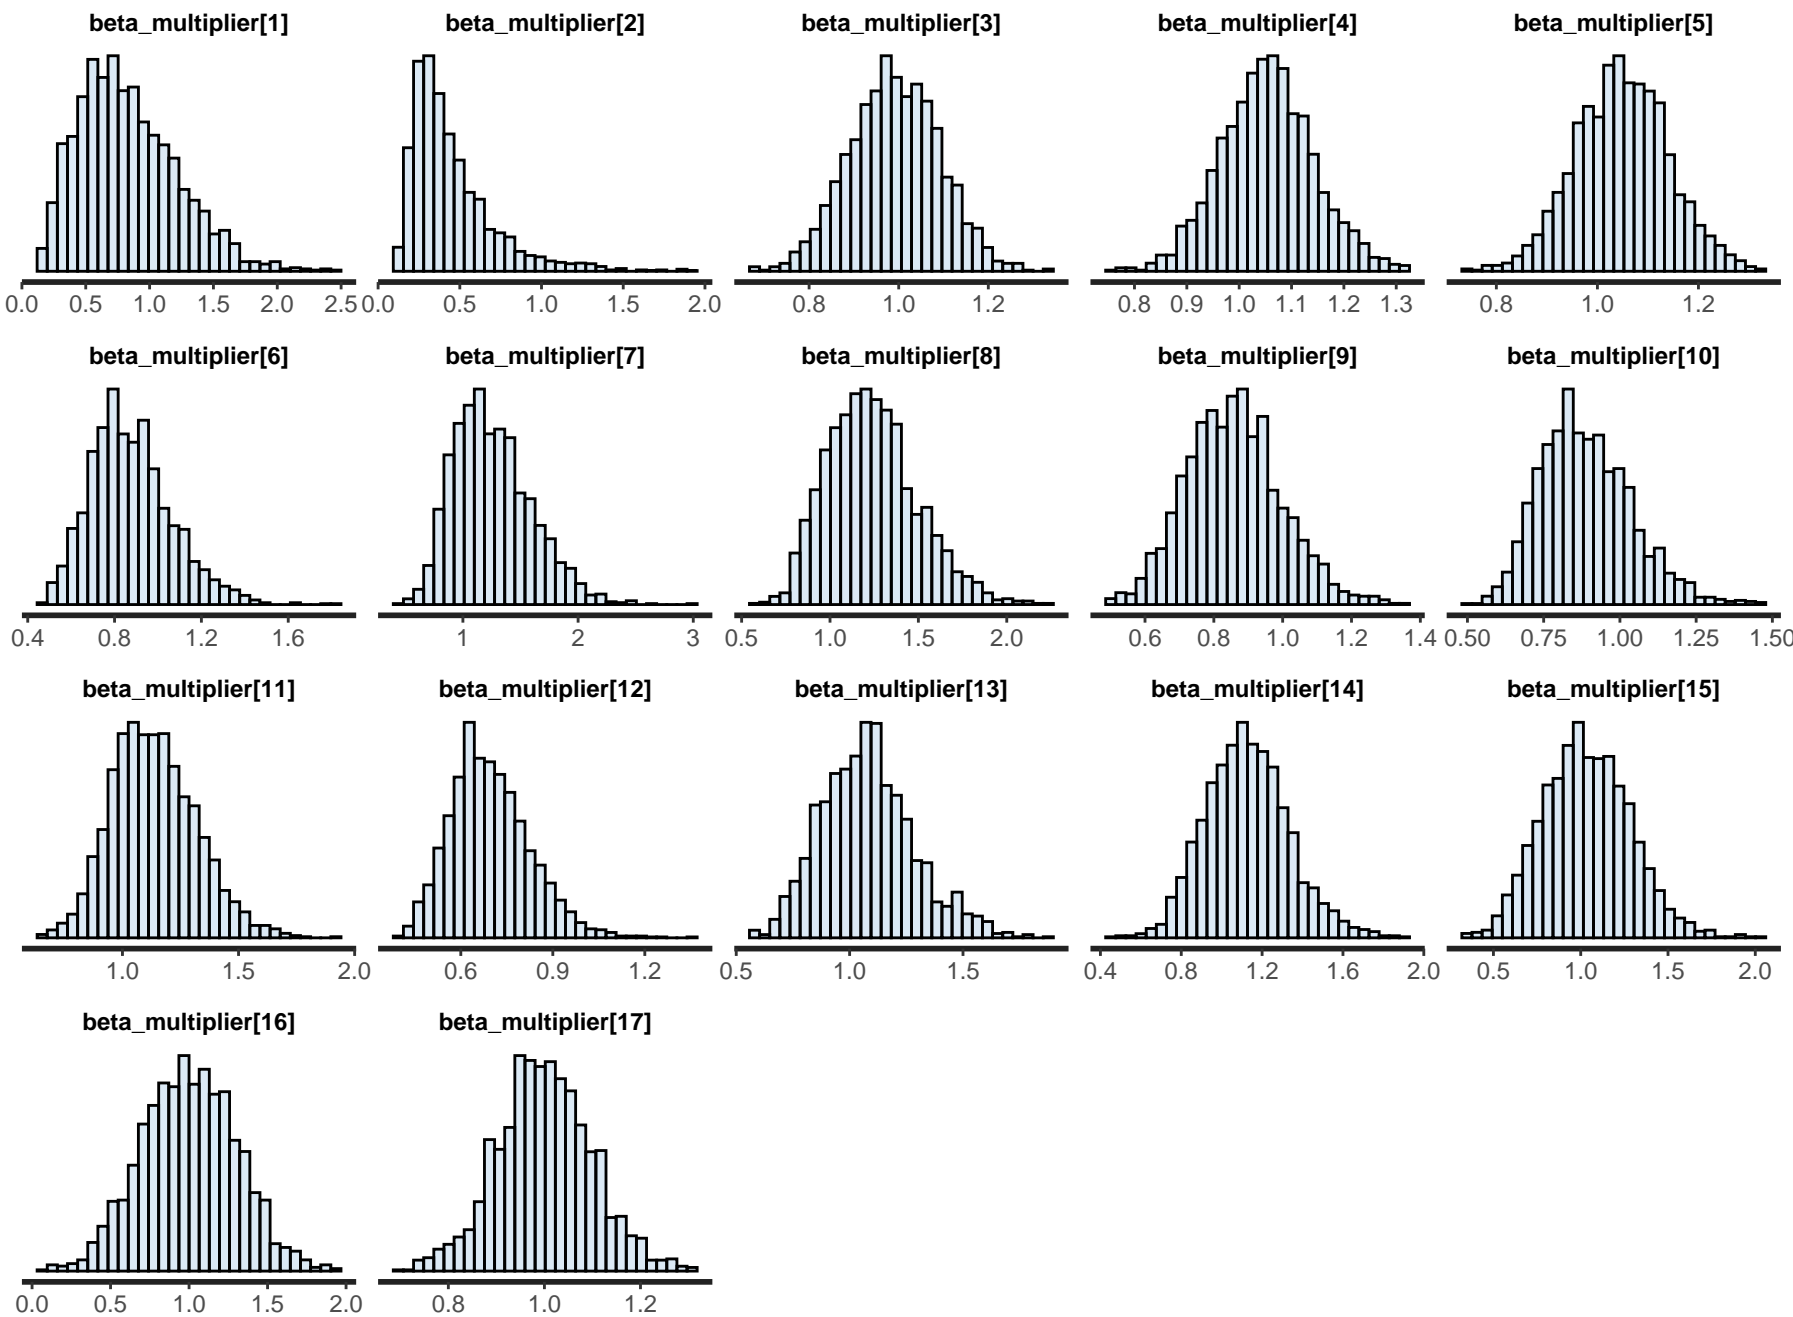 beta_multiplier[1] beta_multiplier[2] beta_multiplier[3] beta_multiplier[4] beta_multiplier[5]
0.0 0.5 1.0 1.5 2.0 2.5 0.0 0.5 1.0 1.5 2.0 0.8 1.0 1.2 0.8 0.9 1.0 1.1 1.2 1.3 0.8 1.0 1.2
beta_multiplier[6] beta_multiplier[7] beta_multiplier[8] beta_multiplier[9] beta_multiplier[10]
0.4 0.8 1.2 1.6 1 2 3 0.5 1.0 1.5 2.0 0.6 0.8 1.0 1.2 1.4 0.50 0.75 1.00 1.25 1.50
beta_multiplier[11] beta_multiplier[12] beta_multiplier[13] beta_multiplier[14] beta_multiplier[15]
1.0 1.5 2.0 0.6 0.9 1.2 0.5 1.0 1.5 0.4 0.8 1.2 1.6 2.0 0.5 1.0 1.5 2.0
beta_multiplier[16] beta_multiplier[17]
0.0 0.5 1.0 1.5 2.0 0.8 1.0 1.2